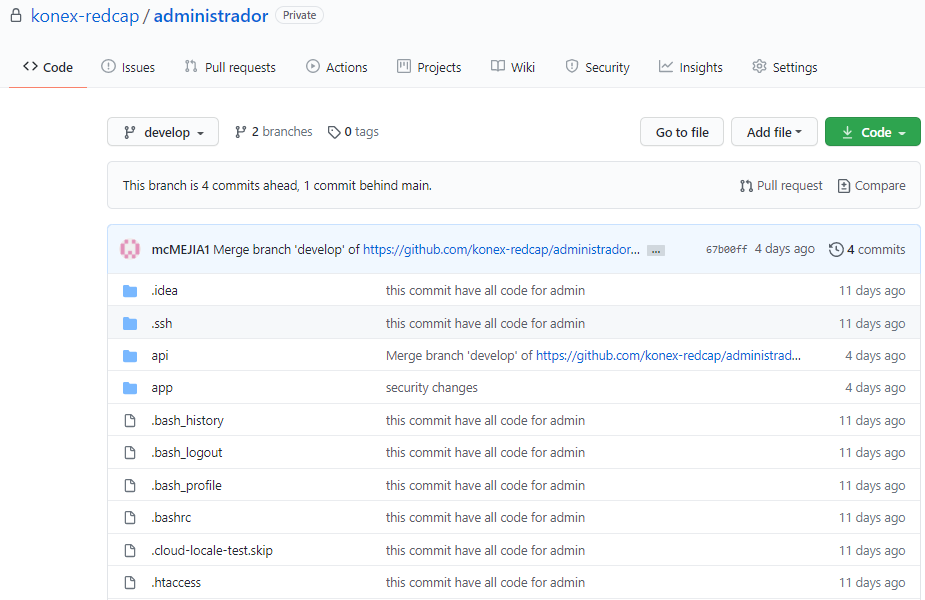 konex-redcap / administrador Private
Code Issues Pull requests Actions Projects Wiki Security Insights Settings
develop 2 branches 0 tags Go to file Add file Code
This branch is 4 commits ahead, 1 commit behind main. Pull request Compare
mcMEJIA1 Merge branch 'develop' of https://github.com/konex-redcap/administrador... ... 67b00ff 4 days ago 4 commits
.idea this commit have all code for admin 11 days ago
.ssh this commit have all code for admin 11 days ago
api Merge branch 'develop' of https://github.com/konex-redcap/administrad... 4 days ago
app security changes 4 days ago
.bash_history this commit have all code for admin 11 days ago
.bash_logout this commit have all code for admin 11 days ago
.bash_profile this commit have all code for admin 11 days ago
.bashrc this commit have all code for admin 11 days ago
.cloud-locale-test.skip this commit have all code for admin 11 days ago
.htaccess this commit have all code for admin 11 days ago